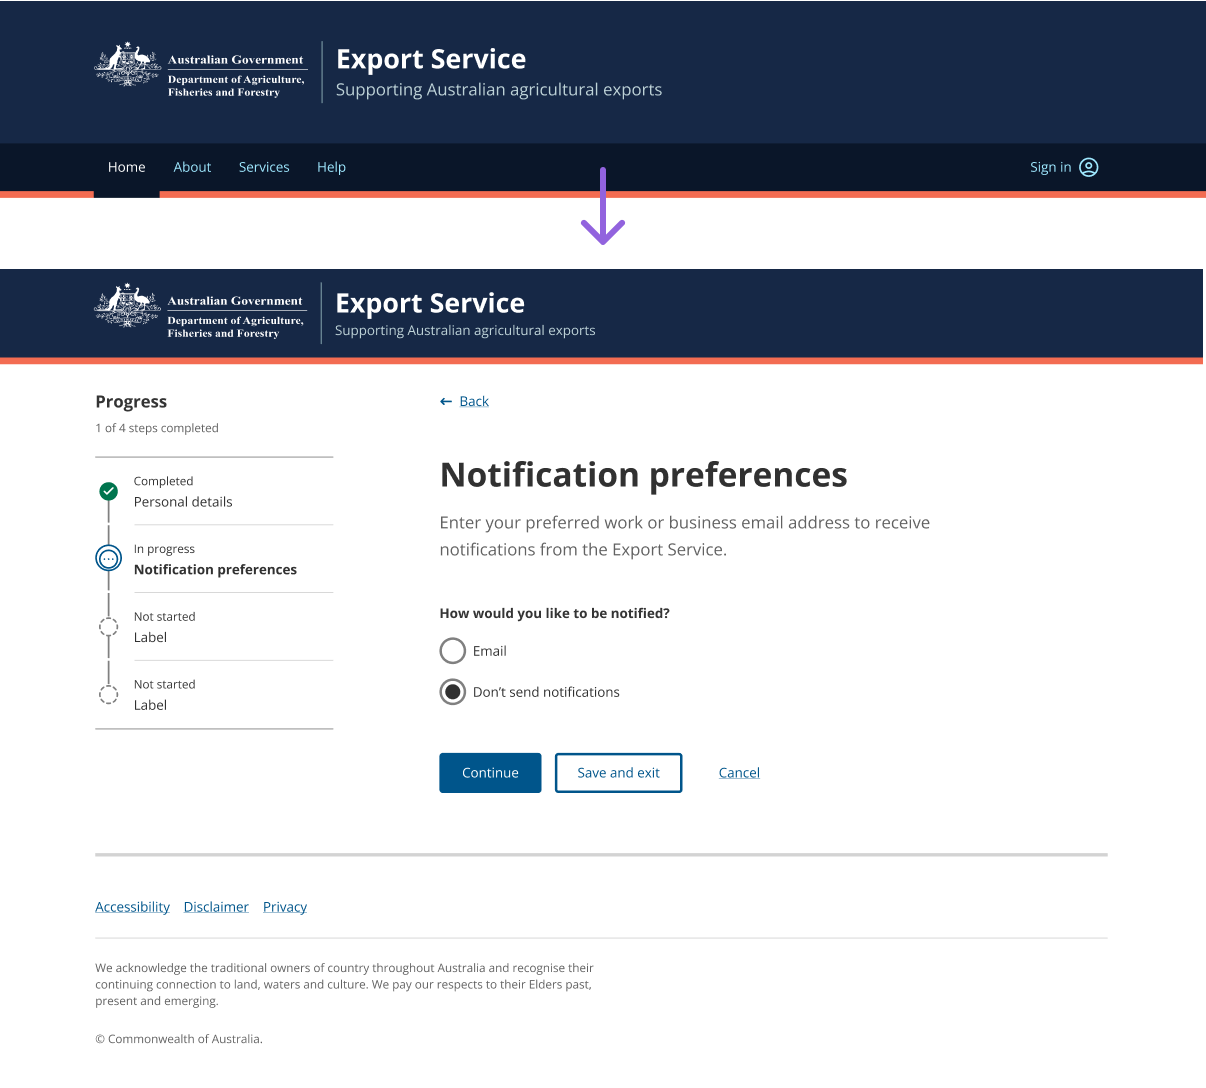 Australian Government
Department of Agriculture,
Fisheries and Forestry
Export Service
Supporting Australian agricultural exports
Home About Services Help Sign in
Australian Government
Department of Agriculture,
Fisheries and Forestry
Export Service
Supporting Australian agricultural exports
Progress
1 of 4 steps completed
Completed
Personal details
In progress
Notification preferences
Not started
Label
Not started
Label
← Back
Notification preferences
Enter your preferred work or business email address to receive
notifications from the Export Service.
How would you like to be notified?
Email
Don’t send notifications
Continue Save and exit Cancel
Accessibility Disclaimer Privacy
We acknowledge the traditional owners of country throughout Australia and recognise their
continuing connection to land, waters and culture. We pay our respects to their Elders past,
present and emerging.
© Commonwealth of Australia.